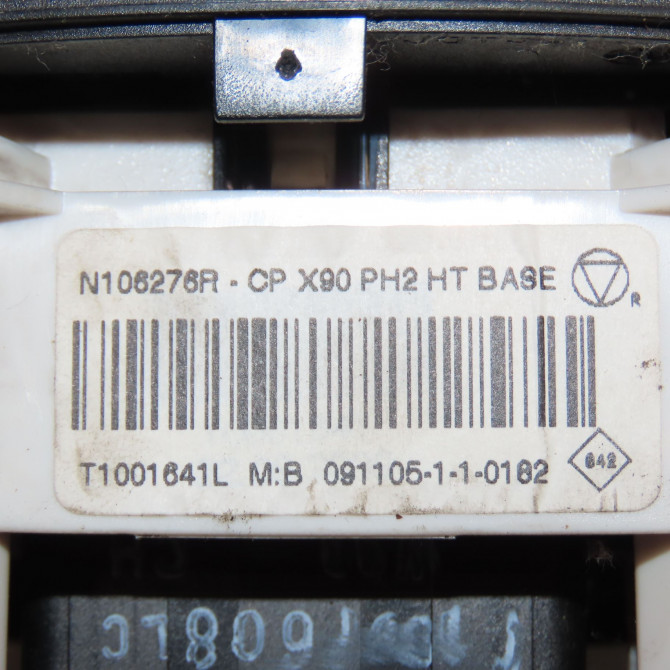 N106276R - CP X90 PH2 HT BASE
R
T1001641L M:B 091105-1-1-0182
642